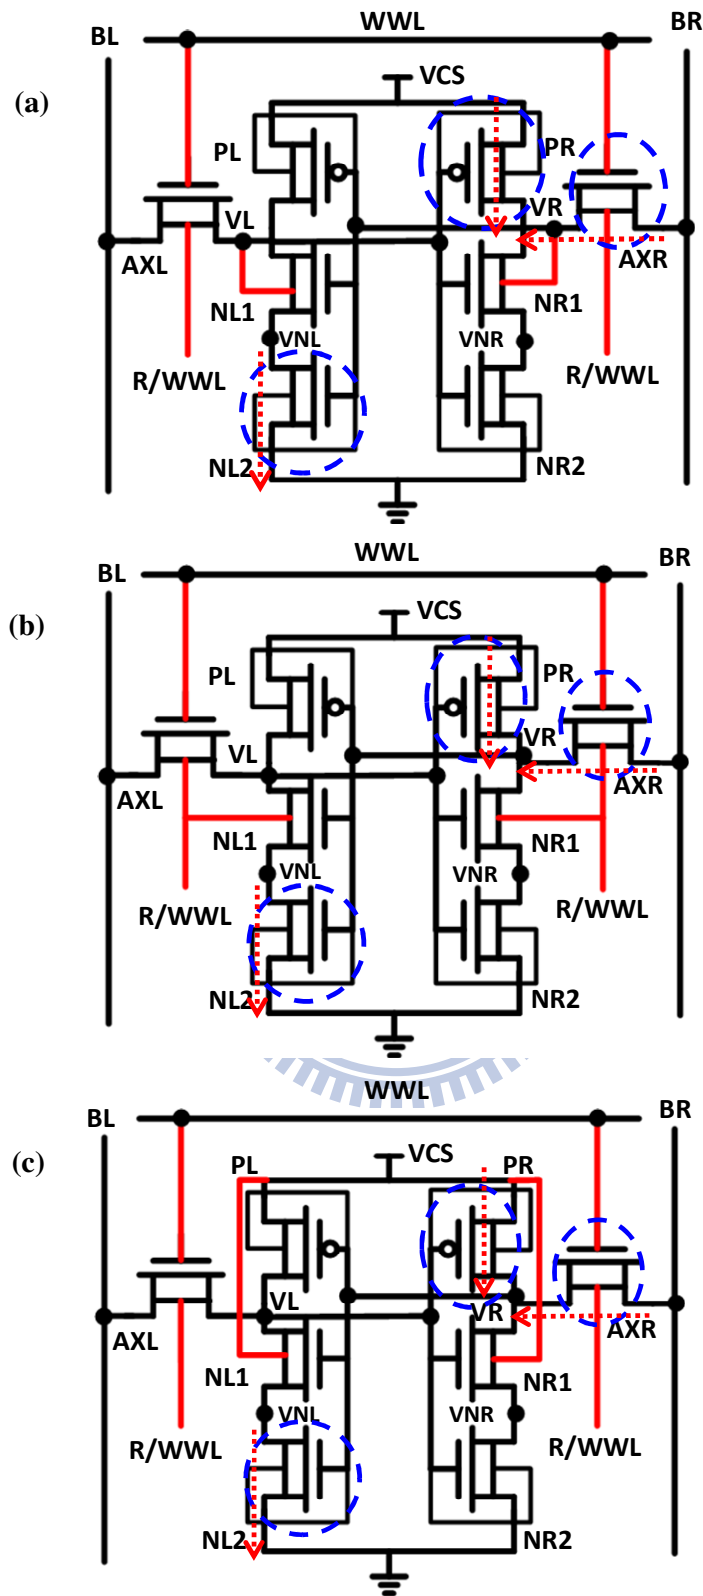 WWL
BL BR
(a) VCS
PL PR
VL VR
AXL AXR
NL1 NR1
VNL VNR
R/WWL R/WWL
NL2 NR2
WWL
BL BR
(b) VCS
PL PR
VL VR
AXL AXR
NL1 NR1
VNL VNR
R/WWL R/WWL
NL2 NR2
WWL
BL BR
(c) PL VCS PR
VL VR
AXL AXR
NL1 NR1
VNL VNR
R/WWL R/WWL
NL2 NR2